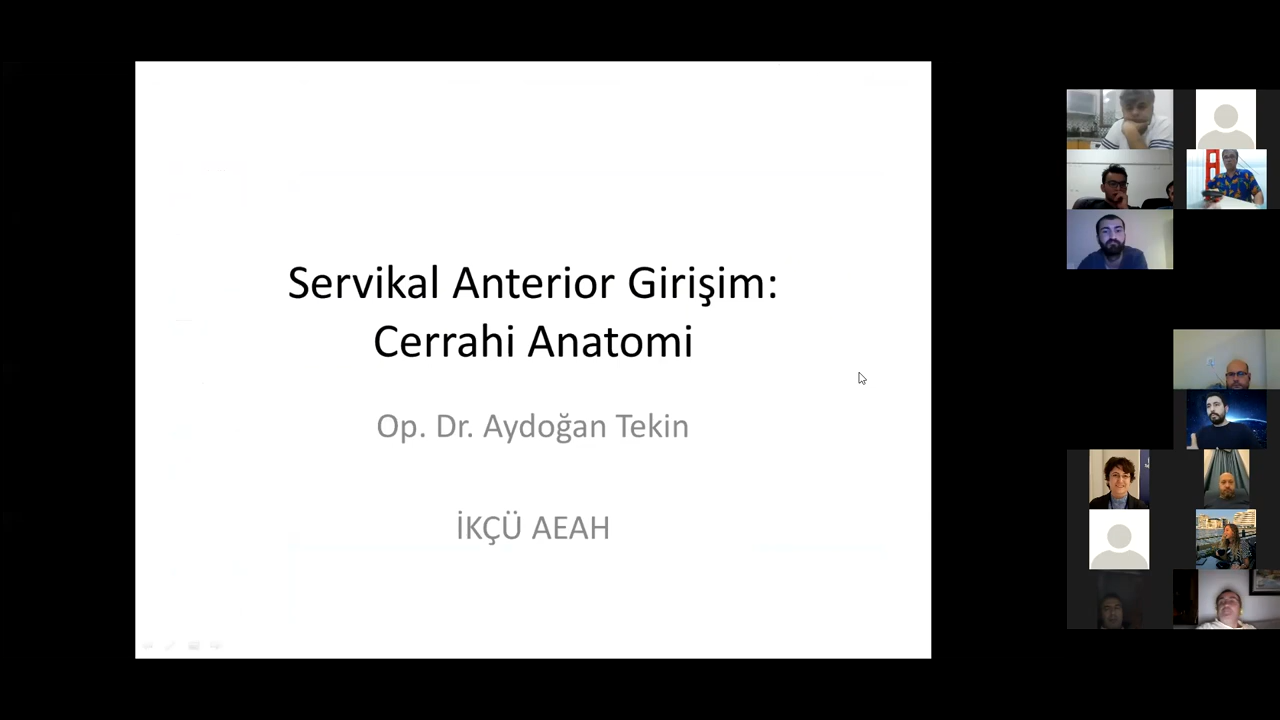 Servikal Anterior Girişim:
Cerrahi Anatomi
Op. Dr. Aydoğan Tekin
İKÇÜ AEAH